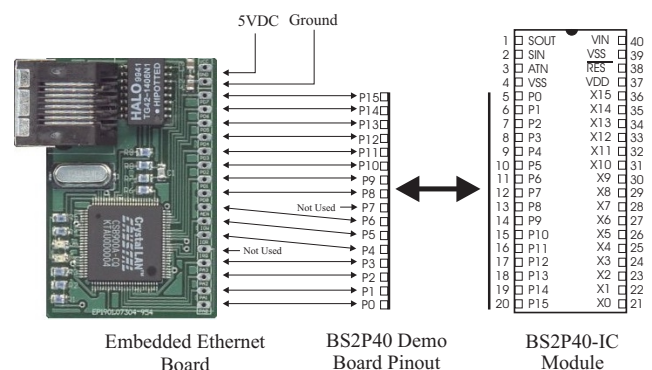 5VDC Ground
HALO 9941
TG42-1406N1
HIPOTTED
Crystal LAN
CS8900A-CQ
KTAU0D0004
EP190L07304-954
P15
P14
P13
P12
P11
P10
P9
P8
Not Used P7
P6
P5
P4
Not Used
P3
P2
P1
P0
1 SOUT VIN 40
2 SIN VSS 39
3 ATN RES 38
4 VSS VDD 37
5 P0 X15 36
6 P1 X14 35
7 P2 X13 34
8 P3 X12 33
9 P4 X11 32
10 P5 X10 31
11 P6 X9 30
12 P7 X8 29
13 P8 X7 28
14 P9 X6 27
15 P10 X5 26
16 P11 X4 25
17 P12 X3 24
18 P13 X2 23
19 P14 X1 22
20 P15 X0 21
Embedded Ethernet
Board
BS2P40 Demo
Board Pinout
BS2P40-IC
Module